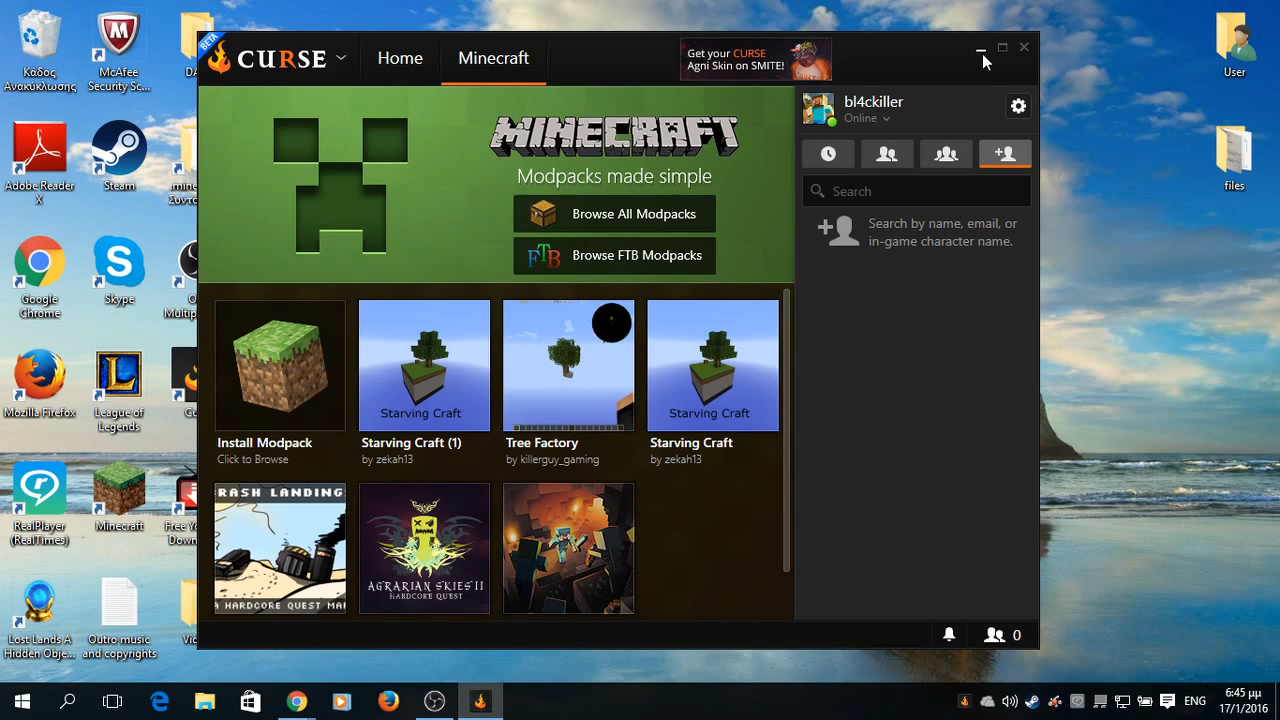 Κάδος
Ανακύκλωσης
McAfee
Security Sc...
Adobe Reader
X
Steam
Google
Chrome
Skype
Mozilla Firefox
League of
Legends
RealPlayer
(RealTimes)
Minecraft
Lost Lands A
Hidden Obje...
Outro music
and copyrights
BETA
CURSE
Home
Minecraft
Get your CURSE
Agni Skin on SMITE!
MINECRAFT
Modpacks made simple
Browse All Modpacks
FTB
Browse FTB Modpacks
bl4ckiller
Online
Search
Search by name, email, or
in-game character name.
Starving Craft
Starving Craft
Install Modpack
Click to Browse
Starving Craft (1)
by zekah13
Tree Factory
by killerguy_gaming
Starving Craft
by zekah13
RASH LANDING
A HARDCORE QUEST MAP
AGRARIAN SKIES II
HARDCORE QUEST
0
User
files
ENG
6:45 μμ
17/1/2016